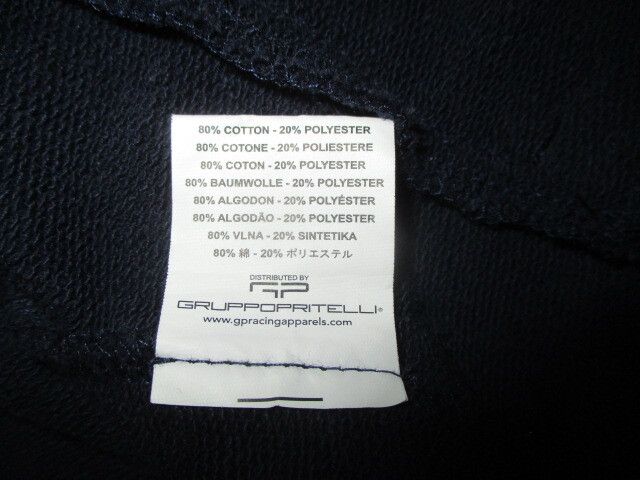 80% COTTON - 20% POLYESTER
80% COTONE - 20% POLIESTERE
80% COTON - 20% POLYESTER
80% BAUMWOLLE - 20% POLYESTER
80% ALGODON - 20% POLYÉSTER
80% ALGODÃO - 20% POLYESTER
80% VLNA - 20% SINTETIKA
80% 綿 - 20% ポリエステル
DISTRIBUTED BY
GP
GRUPPOPRITELLI®
www.gpracingapparels.com